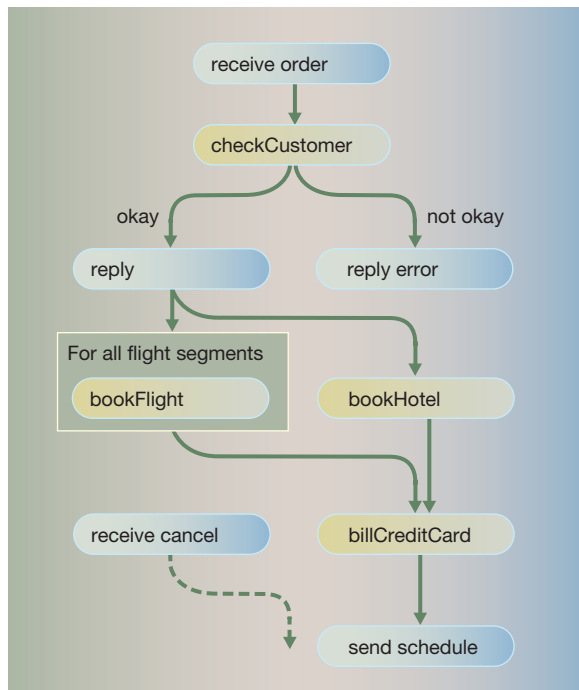 receive order
checkCustomer
okay
not okay
reply
reply error
For all flight segments
bookFlight
bookHotel
receive cancel
billCreditCard
send schedule